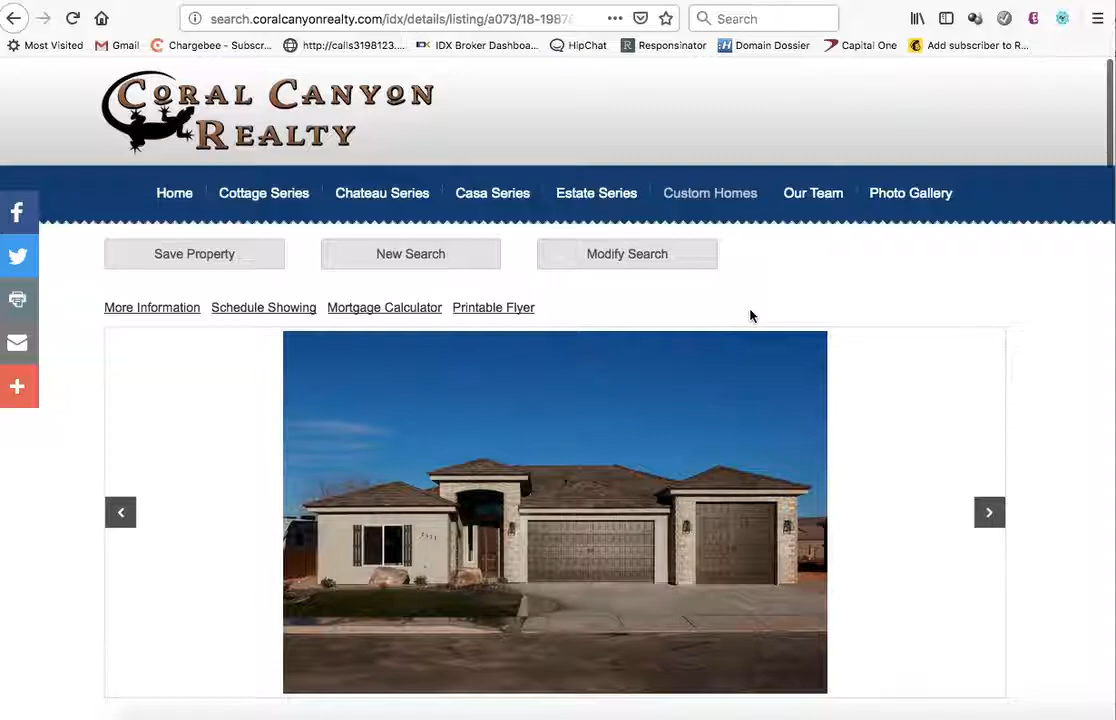 search.coralcanyonrealty.com/idx/details/listing/a073/18-1987
Search
Most Visited
Gmail
Chargebee - Subscr...
http://calls3198123....
IDX Broker Dashboa...
HipChat
Responsinator
Domain Dossier
Capital One
Add subscriber to R...
CORAL CANYON
REALTY
Home
Cottage Series
Chateau Series
Casa Series
Estate Series
Custom Homes
Our Team
Photo Gallery
Save Property
New Search
Modify Search
More Information
Schedule Showing
Mortgage Calculator
Printable Flyer